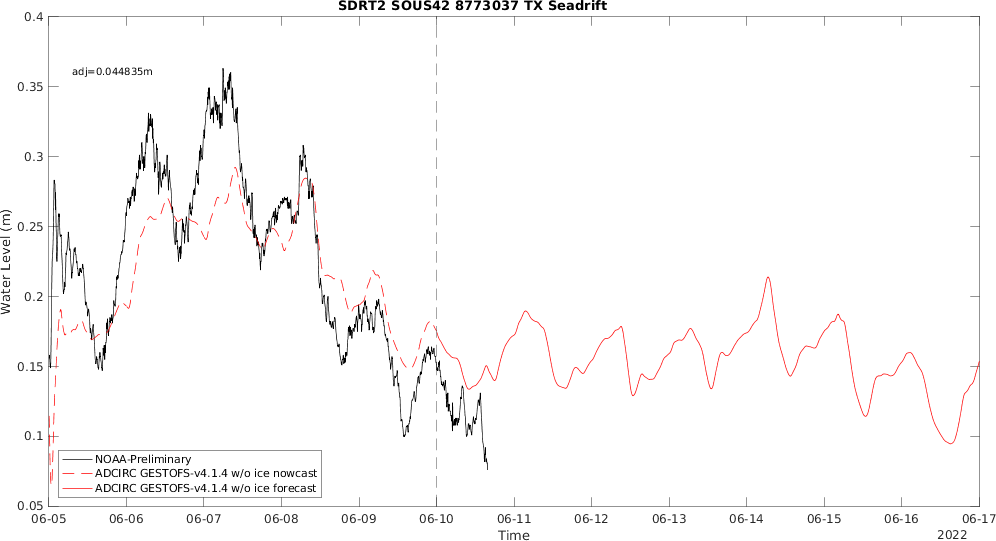 SDRT2 SOUS42 8773037 TX Seadrift
adj=0.044835m
Water Level (m)
0.4
0.35
0.3
0.25
0.2
0.15
0.1
0.05
NOAA-Preliminary
ADCIRC GESTOFS-v4.1.4 w/o ice nowcast
ADCIRC GESTOFS-v4.1.4 w/o ice forecast
06-05 06-06 06-07 06-08 06-09 06-10 06-11 06-12 06-13 06-14 06-15 06-16 06-17
Time
2022